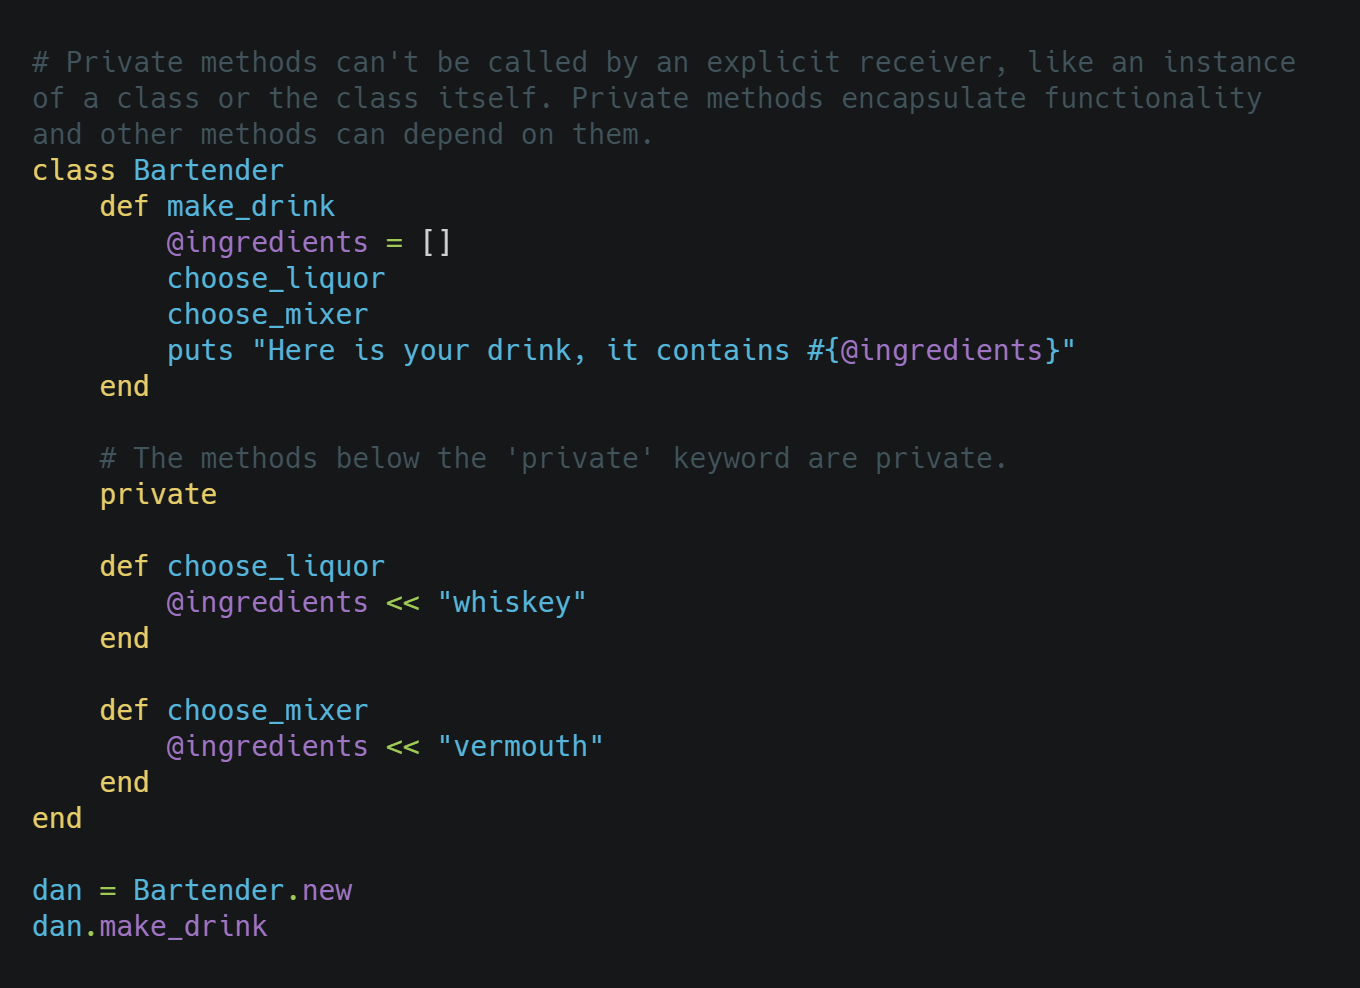 # Private methods can't be called by an explicit receiver, like an instance
of a class or the class itself. Private methods encapsulate functionality
and other methods can depend on them.
class Bartender
    def make_drink
        @ingredients = []
        choose_liquor
        choose_mixer
        puts "Here is your drink, it contains #{@ingredients}"
    end

    # The methods below the 'private' keyword are private.
    private

    def choose_liquor
        @ingredients << "whiskey"
    end

    def choose_mixer
        @ingredients << "vermouth"
    end
end

dan = Bartender.new
dan.make_drink